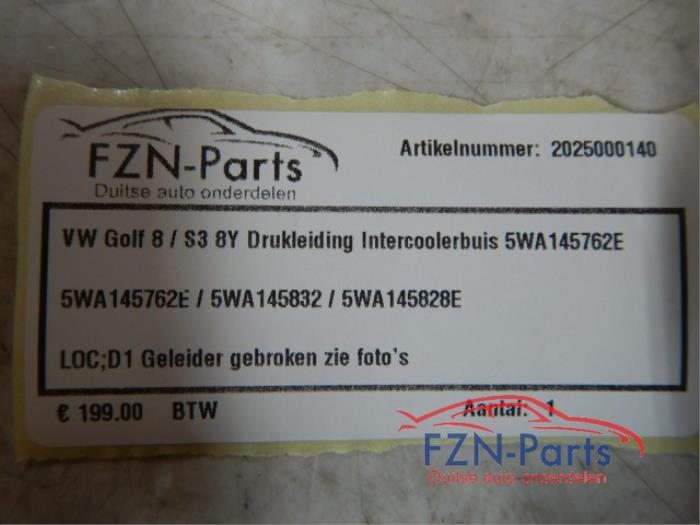 FZN-Parts
Duitse auto onderdelen
Artikelnummer: 2025000140
VW Golf 8 / S3 8Y Drukleiding Intercoolerbuis 5WA145762E
5WA145762E / 5WA145832 / 5WA145828E
LOC;D1 Geleider gebroken zie foto's
€ 199.00 BTW Aantal: 1
FZN-Parts
Duitse auto onderdelen